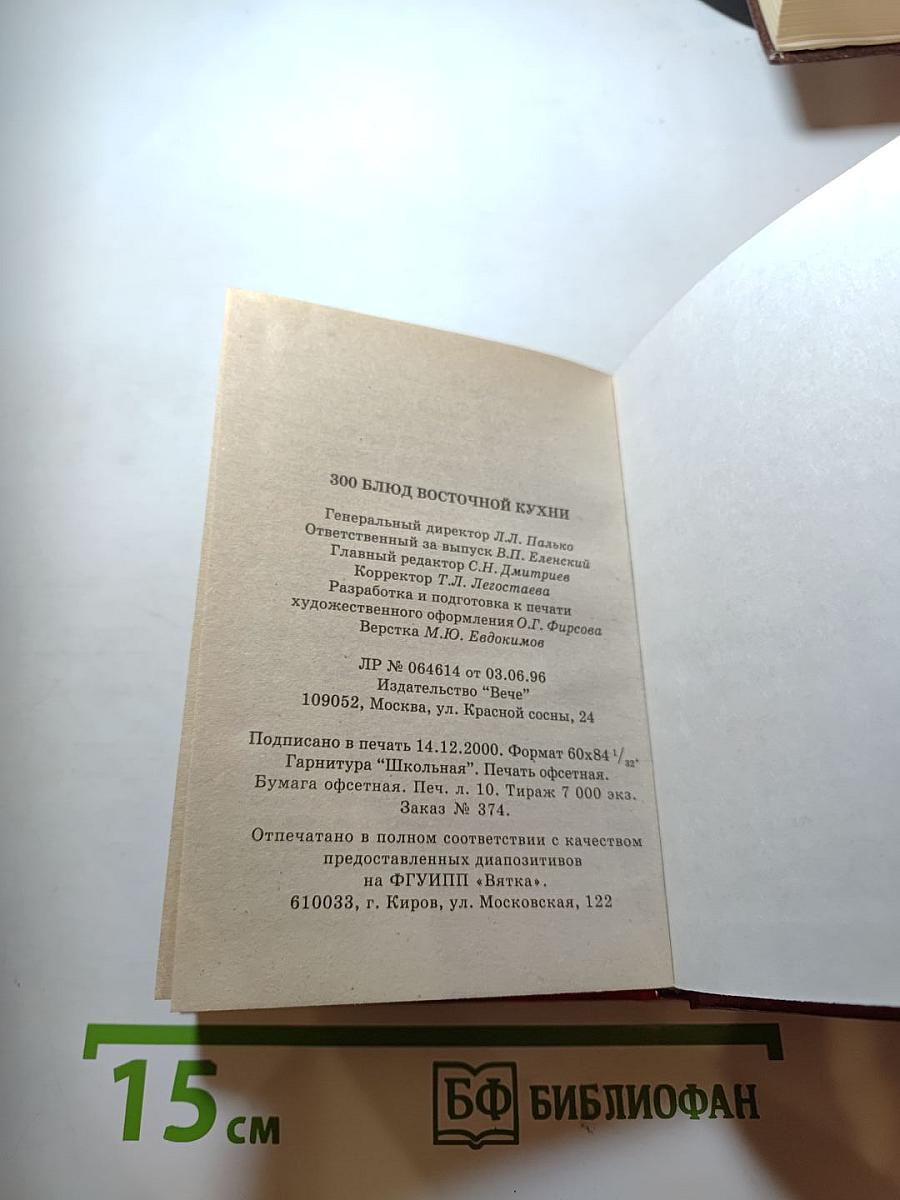 300 БЛЮД ВОСТОЧНОЙ КУХНИ
Генеральный директор Л.Л. Палько
Ответственный за выпуск В.П. Еленский
Главный редактор С.Н. Дмитриев
Корректор Т.Л. Легостаева
Разработка и подготовка к печати
художественного оформления О.Г. Фирсова
Верстка М.Ю. Евдокимов
ЛР № 064614 от 03.06.96
Издательство "Вече"
109052, Москва, ул. Красной сосны, 24
Подписано в печать 14.12.2000. Формат 60х84 1/32.
Гарнитура "Школьная". Печать офсетная.
Бумага офсетная. Печ. л. 10. Тираж 7 000 экз.
Заказ № 374.
Отпечатано в полном соответствии с качеством
предоставленных диапозитивов
на ФГУИПП «Вятка».
610033, г. Киров, ул. Московская, 122
15 см
БФ БИБЛИОФАН